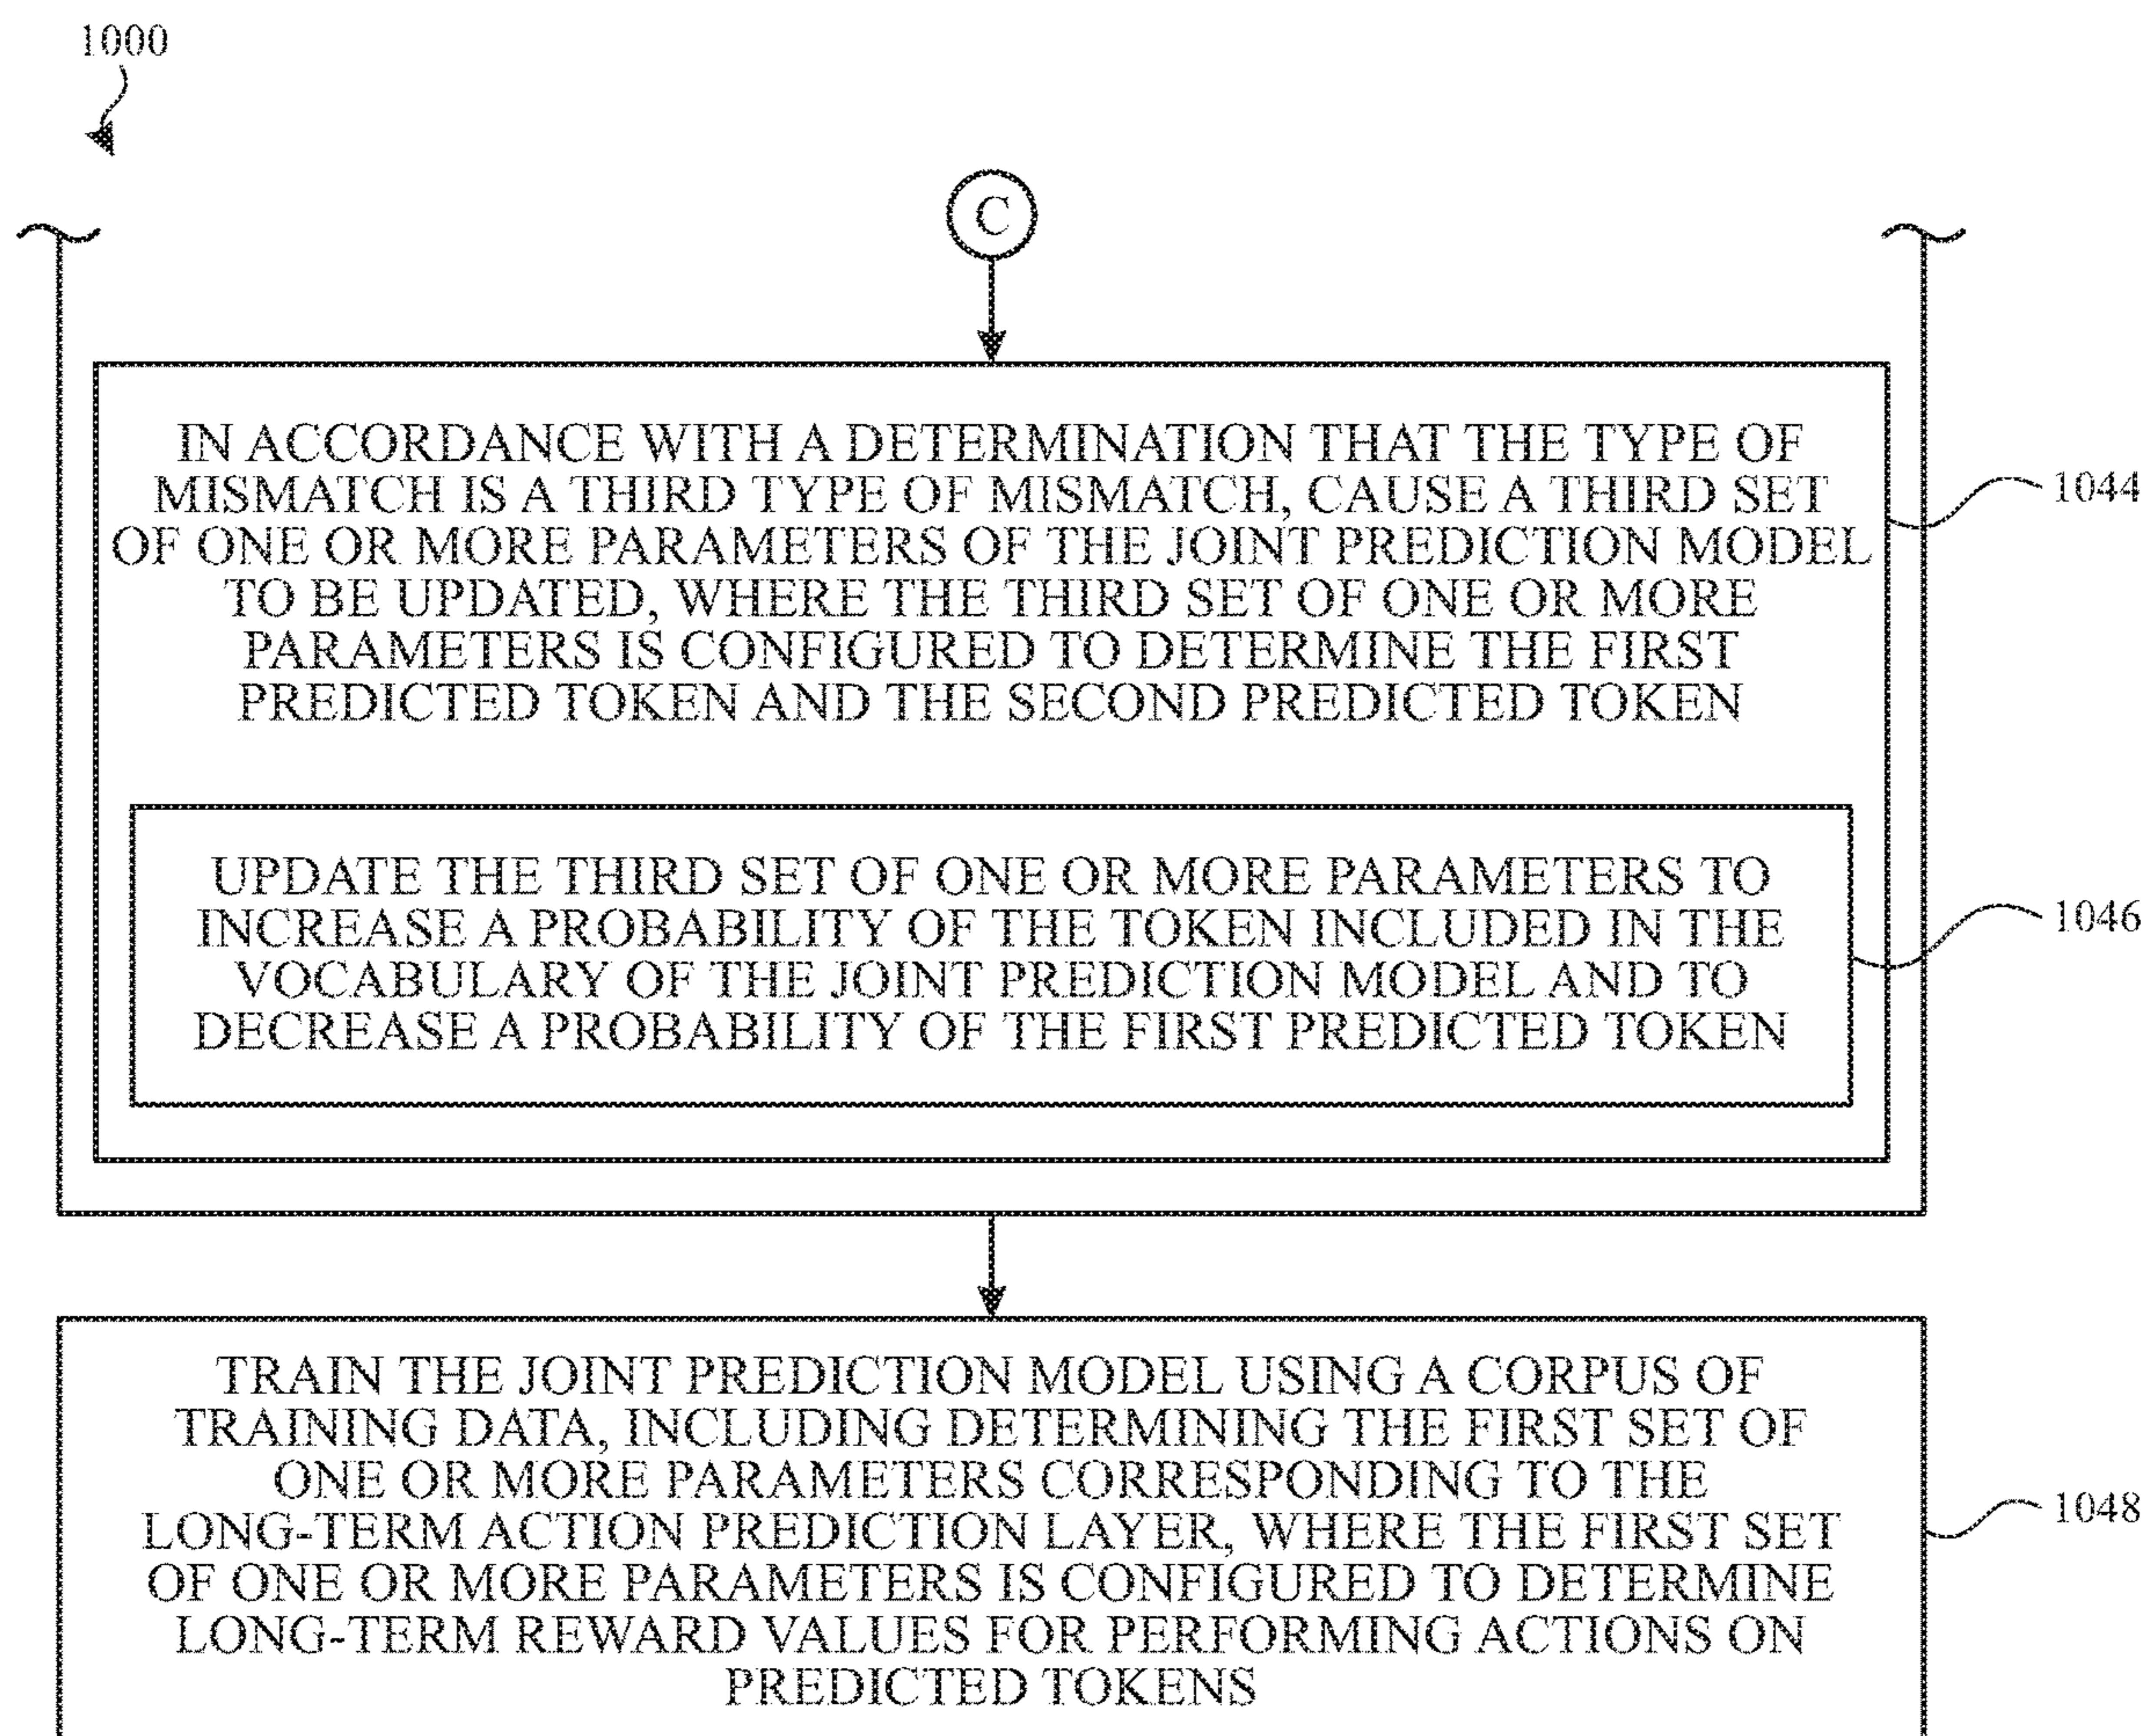 1000
C
IN ACCORDANCE WITH A DETERMINATION THAT THE TYPE OF
MISMATCH IS A THIRD TYPE OF MISMATCH, CAUSE A THIRD SET
OF ONE OR MORE PARAMETERS OF THE JOINT PREDICTION MODEL
TO BE UPDATED, WHERE THE THIRD SET OF ONE OR MORE
PARAMETERS IS CONFIGURED TO DETERMINE THE FIRST
PREDICTED TOKEN AND THE SECOND PREDICTED TOKEN
1044
UPDATE THE THIRD SET OF ONE OR MORE PARAMETERS TO
INCREASE A PROBABILITY OF THE TOKEN INCLUDED IN THE
VOCABULARY OF THE JOINT PREDICTION MODEL AND TO
DECREASE A PROBABILITY OF THE FIRST PREDICTED TOKEN
1046
TRAIN THE JOINT PREDICTION MODEL USING A CORPUS OF
TRAINING DATA, INCLUDING DETERMINING THE FIRST SET OF
ONE OR MORE PARAMETERS CORRESPONDING TO THE
LONG-TERM ACTION PREDICTION LAYER, WHERE THE FIRST SET
OF ONE OR MORE PARAMETERS IS CONFIGURED TO DETERMINE
LONG-TERM REWARD VALUES FOR PERFORMING ACTIONS ON
PREDICTED TOKENS
1048